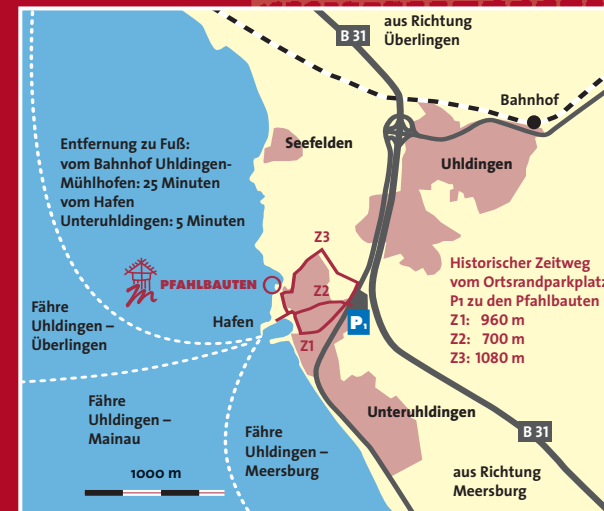 aus Richtung
Überlingen
B 31
Bahnhof
Entfernung zu Fuß:
vom Bahnhof Uhldingen-
Mühlhofen: 25 Minuten
vom Hafen
Unteruhldingen: 5 Minuten
Seefelden
Uhldingen
Z3
PFAHLBAUTEN
Z2
Historischer Zeitweg
vom Ortsrandparkplatz
P1 zu den Pfahlbauten
Z1: 960 m
Z2: 700 m
Z3: 1080 m
Fähre
Uhldingen –
Überlingen
Hafen
P1
Z1
Fähre
Uhldingen –
Mainau
Fähre
Uhldingen –
Meersburg
Unteruhldingen
B 31
1000 m
aus Richtung
Meersburg